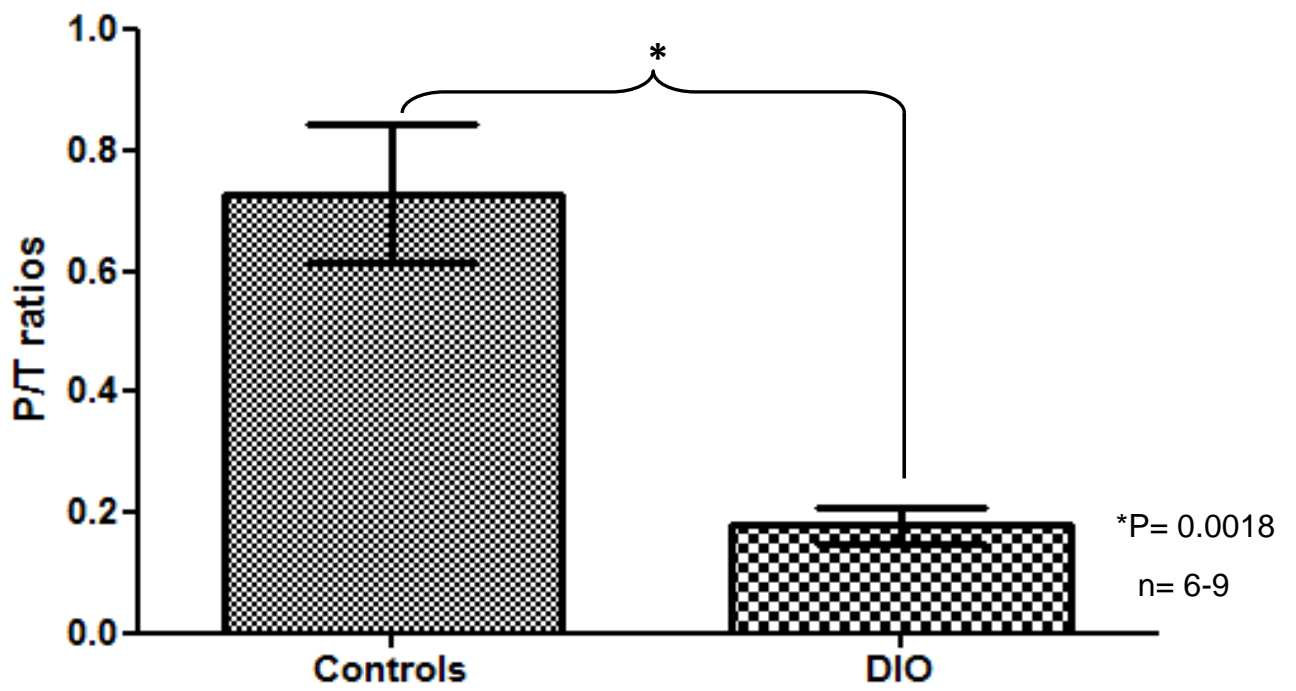 *
1.0
0.8
0.6
0.4
0.2
0.0
P/T ratios
Controls
DIO
*P= 0.0018
n= 6-9